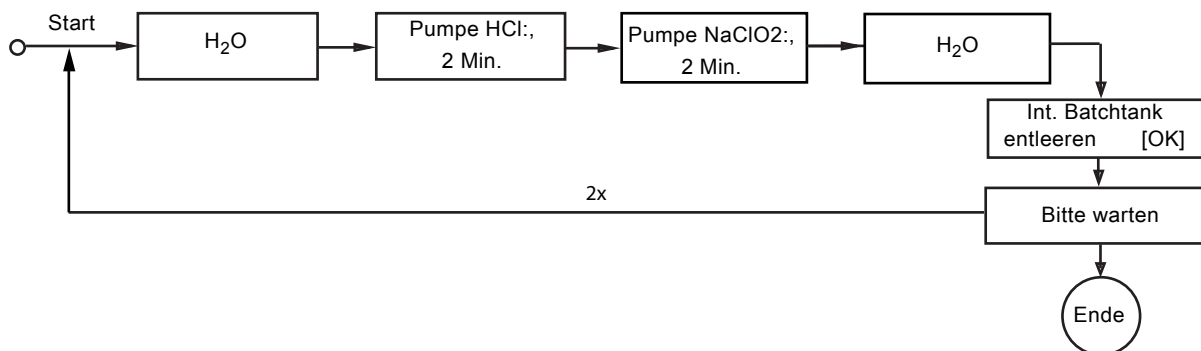 Start
H₂O
Pumpe HCl:,
2 Min.
Pumpe NaClO2:,
2 Min.
H₂O
Int. Batchtank
entleeren [OK]
2x
Bitte warten
Ende